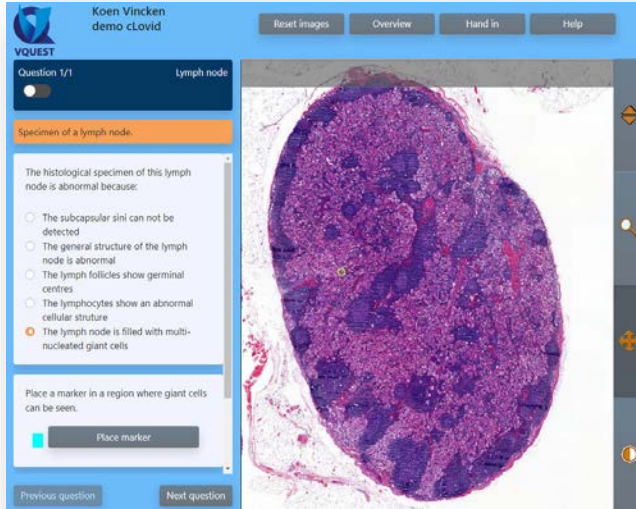 Koen Vincken
demo cLovid
VQUEST
Reset images
Overview
Hand in
Help
Question 1/1
Lymph node
Specimen of a lymph node.
The histological specimen of this lymph
node is abnormal because:
The subcapsular sini can not be
detected
The general structure of the lymph
node is abnormal
The lymph follicles show germinal
centres
The lymphocytes show an abnormal
cellular struture
The lymph node is filled with multi-
nucleated giant cells
Place a marker in a region where giant cells
can be seen.
Place marker
Previous question
Next question